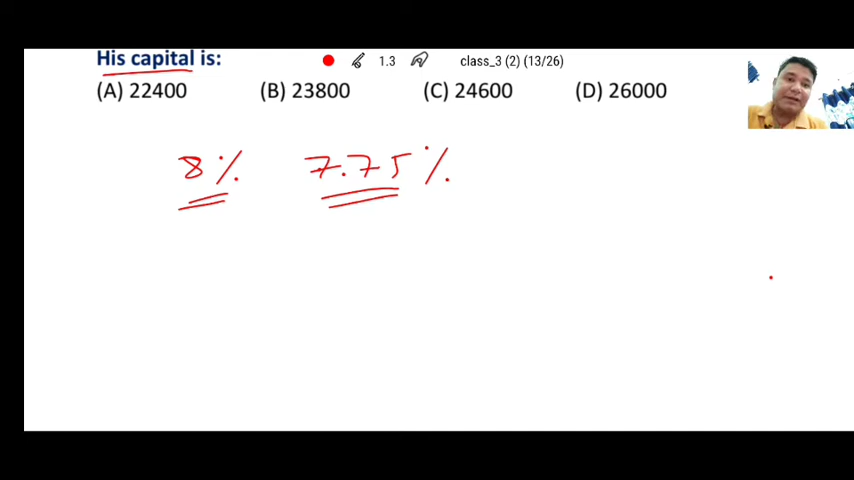 His capital is:
1.3 class_3 (2) (13/26)
(A) 22400 (B) 23800 (C) 24600 (D) 26000
8% 7.75%